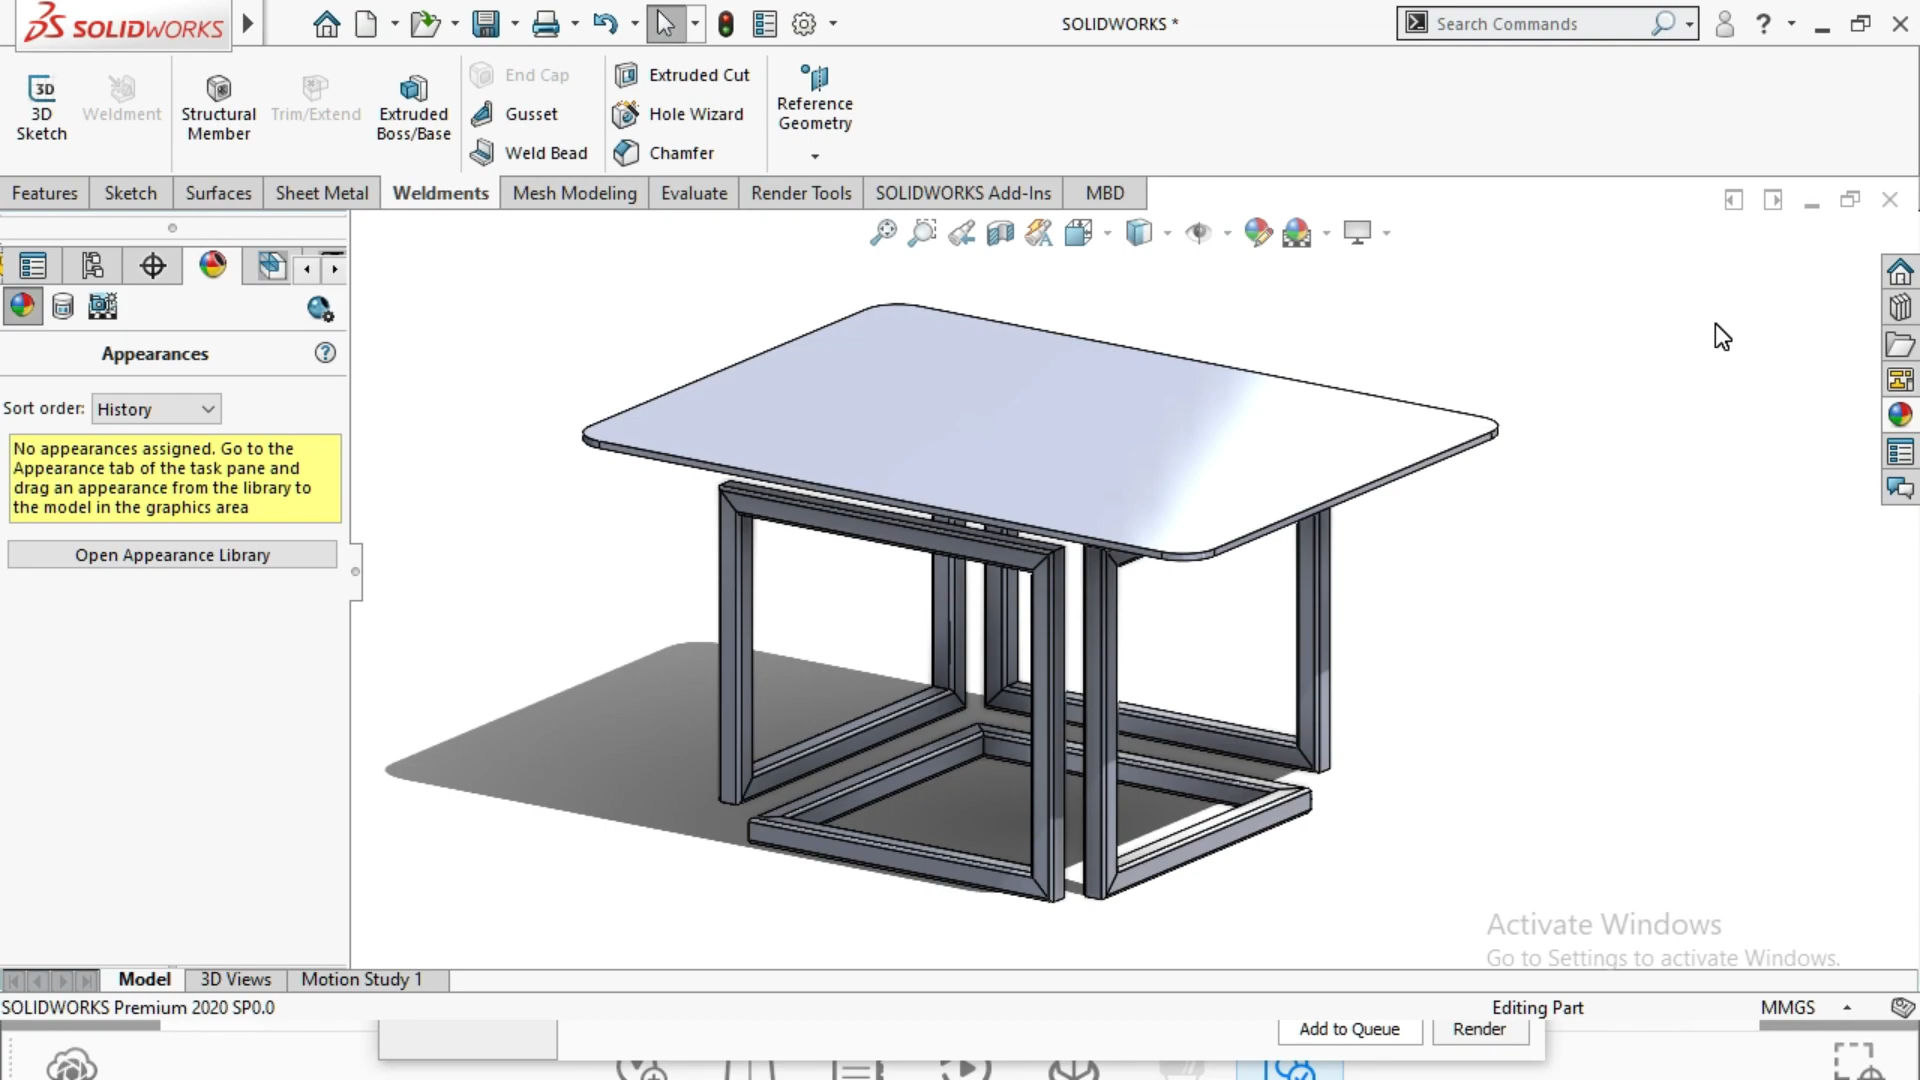 SOLIDWORKS
SOLIDWORKS *
Search Commands
?
3D
Sketch
Weldment
Structural
Member
Trim/Extend
Extruded
Boss/Base
End Cap
Gusset
Weld Bead
Extruded Cut
Hole Wizard
Chamfer
Reference
Geometry
Features
Sketch
Surfaces
Sheet Metal
Weldments
Mesh Modeling
Evaluate
Render Tools
SOLIDWORKS Add-Ins
MBD
Appearances
?
Sort order: History
No appearances assigned. Go to the
Appearance tab of the task pane and
drag an appearance from the library to
the model in the graphics area
Open Appearance Library
Activate Windows
Go to Settings to activate Windows.
Model
3D Views
Motion Study 1
SOLIDWORKS Premium 2020 SP0.0
Editing Part
MMGS
Add to Queue
Render